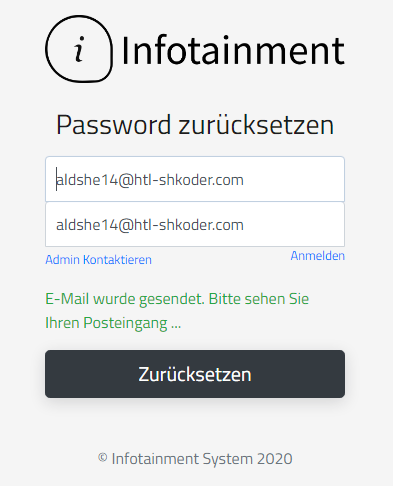 i Infotainment
Password zurücksetzen
aldshe14@htl-shkoder.com
aldshe14@htl-shkoder.com
Admin Kontaktieren Anmelden
E-Mail wurde gesendet. Bitte sehen Sie
Ihren Posteingang ...
Zurücksetzen
© Infotainment System 2020